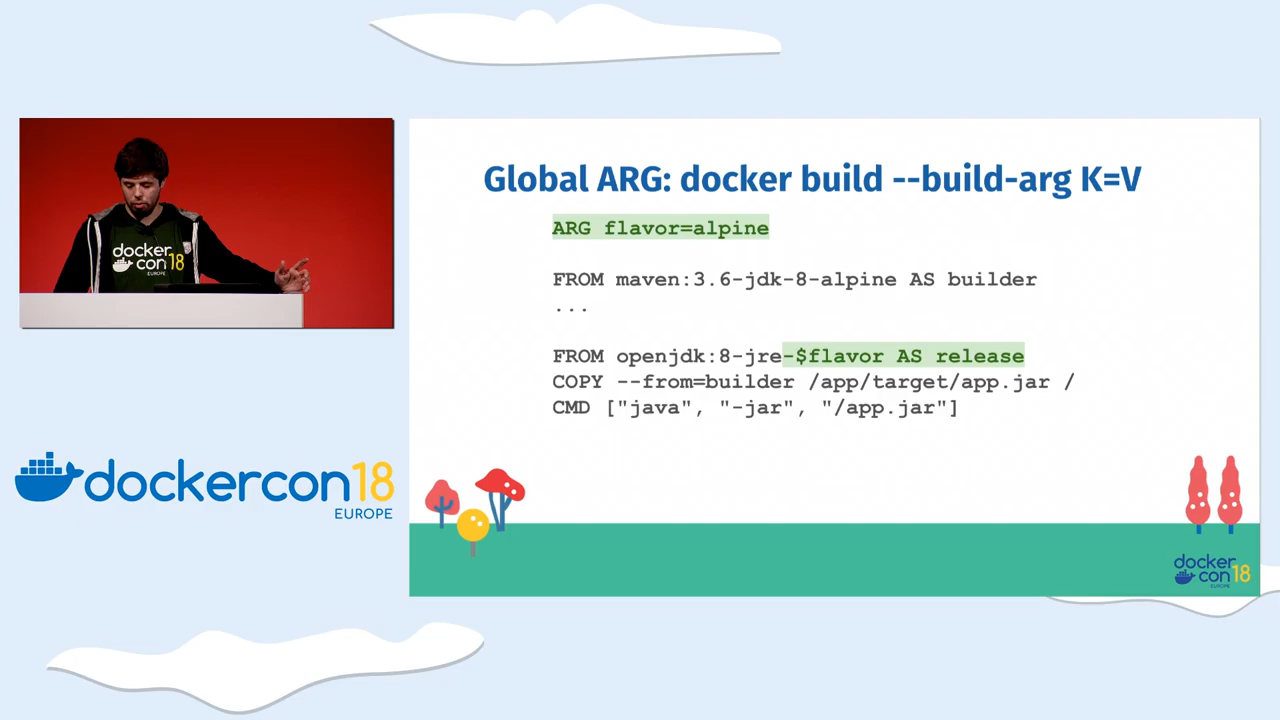 Global ARG: docker build --build-arg K=V
ARG flavor=alpine
FROM maven:3.6-jdk-8-alpine AS builder
...
FROM openjdk:8-jre-$flavor AS release
COPY --from=builder /app/target/app.jar /
CMD ["java", "-jar", "/app.jar"]
docker
con 18
EUROPE
dockercon18
EUROPE
docker
con 18
EUROPE